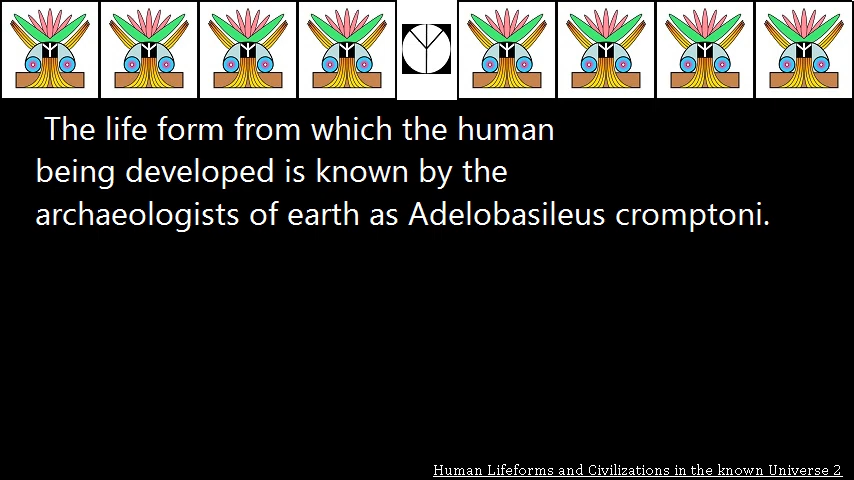 The life form from which the human
being developed is known by the
archaeologists of earth as Adelobasileus cromptoni.
Human Lifeforms and Civilizations in the known Universe 2